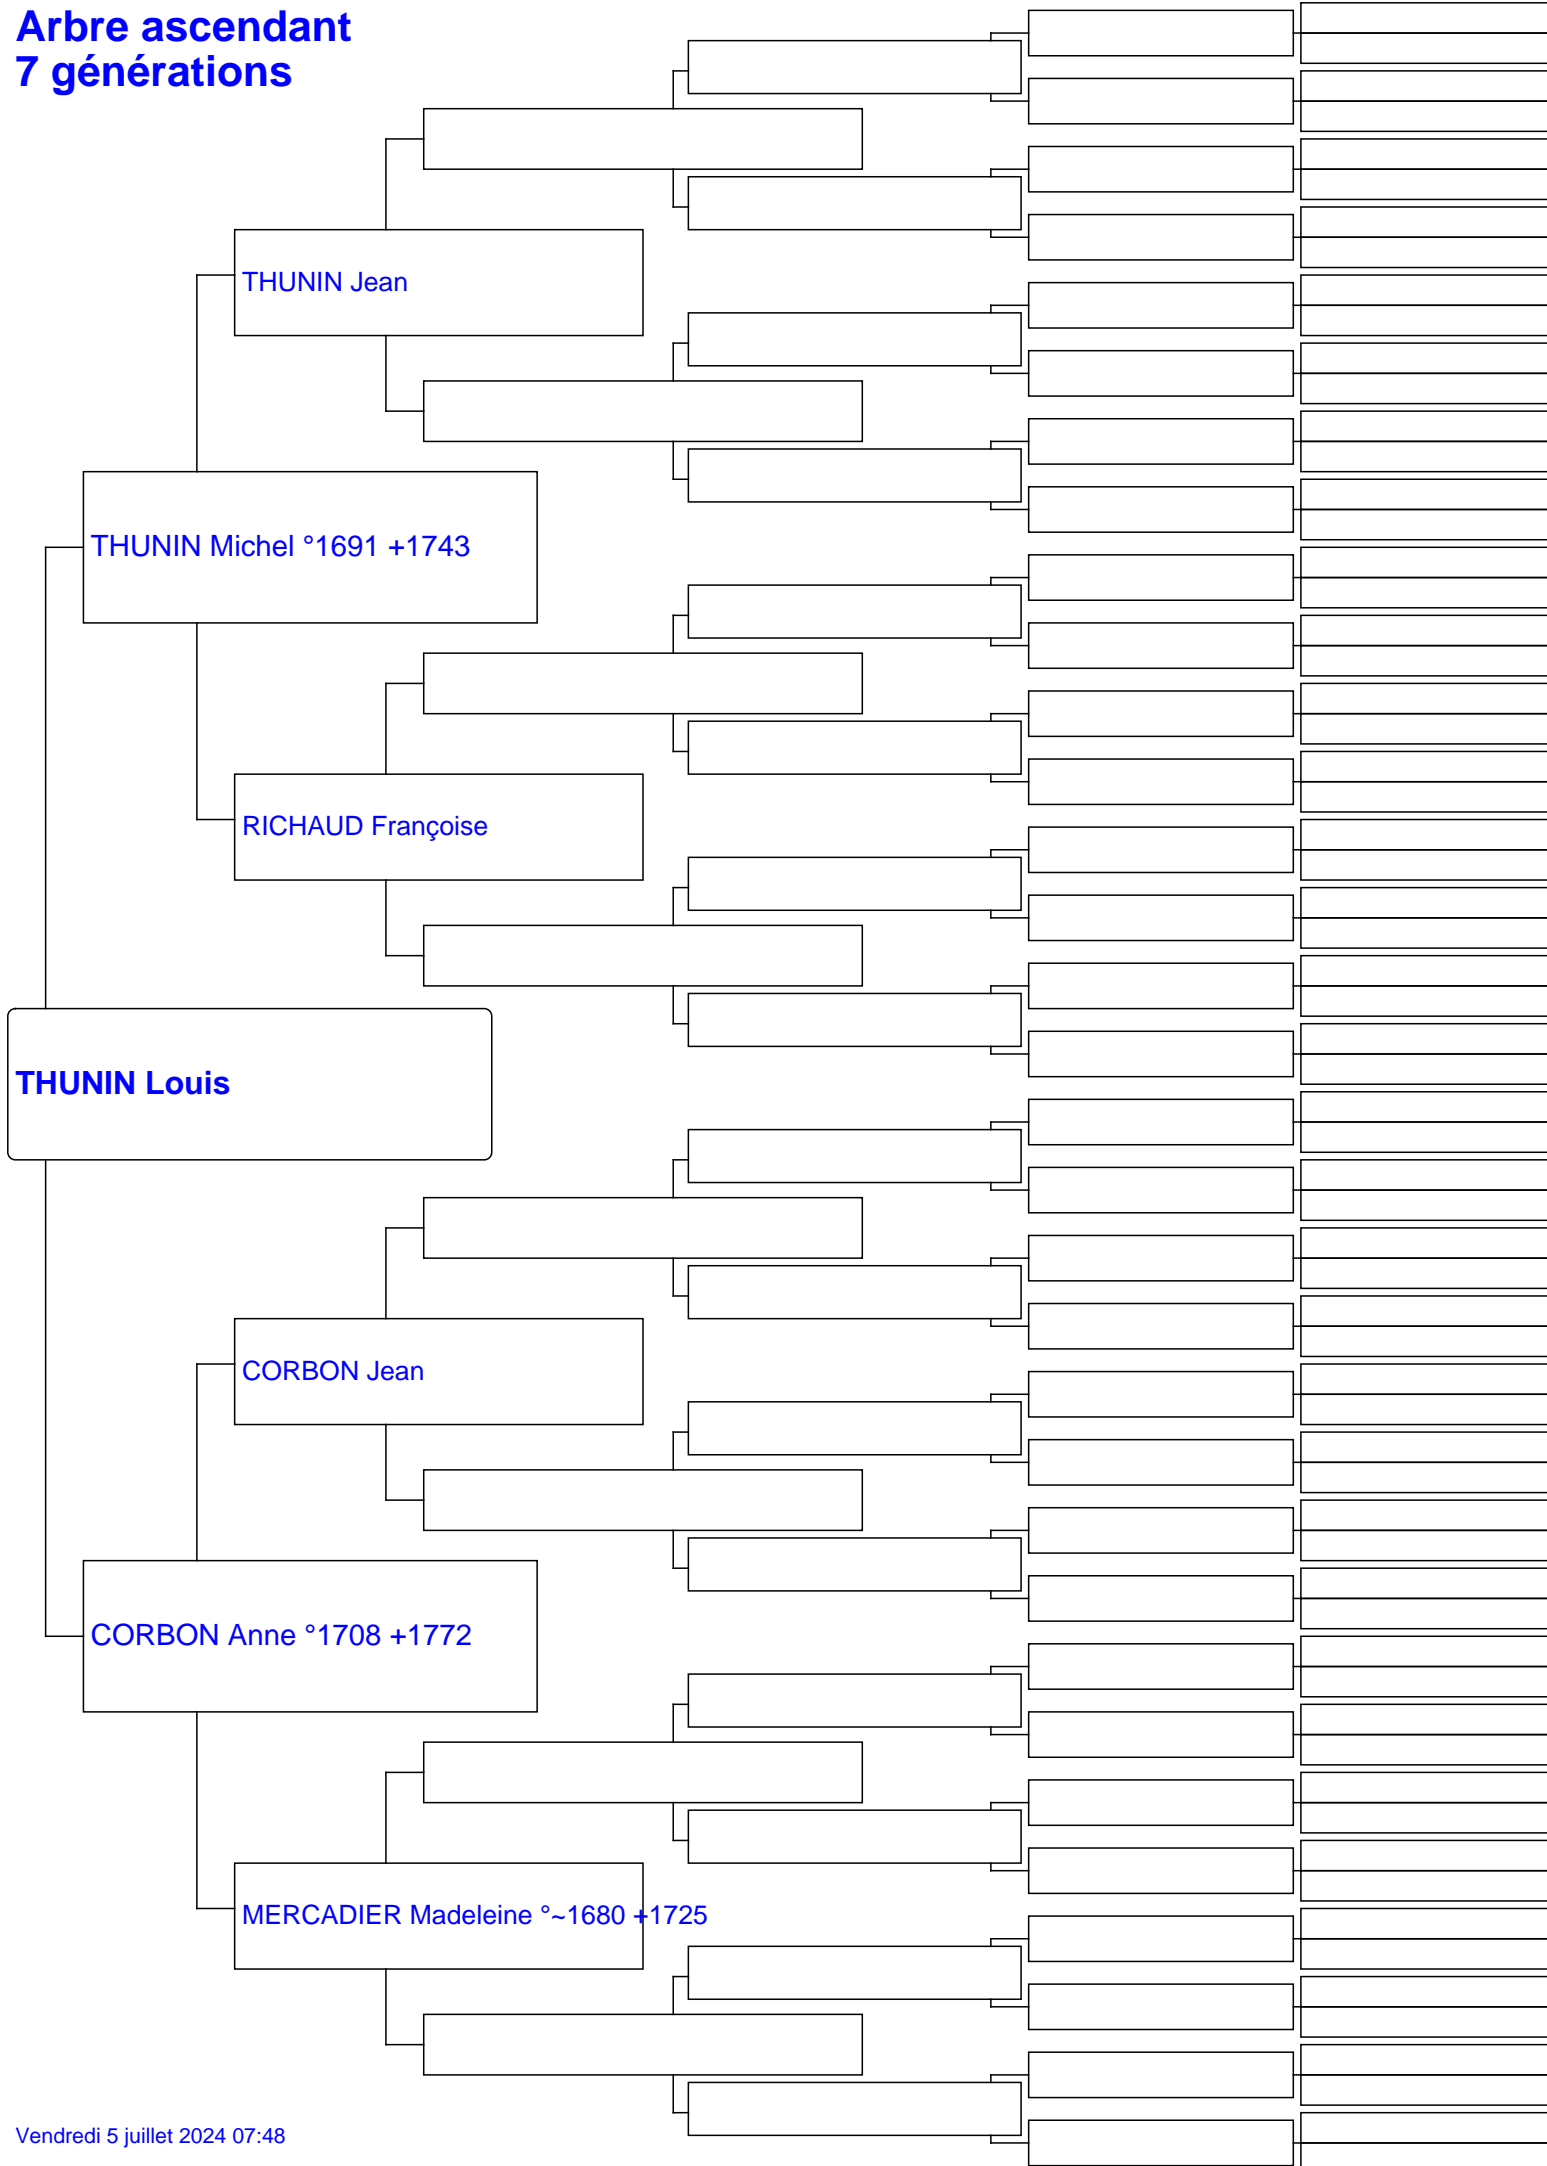 Arbre ascendant
7 générations
THUNIN Jean
THUNIN Michel °1691 +1743
RICHAUD Françoise
THUNIN Louis
CORBON Jean
CORBON Anne °1708 +1772
MERCADIER Madeleine °~1680 +1725
Vendredi 5 juillet 2024 07:48